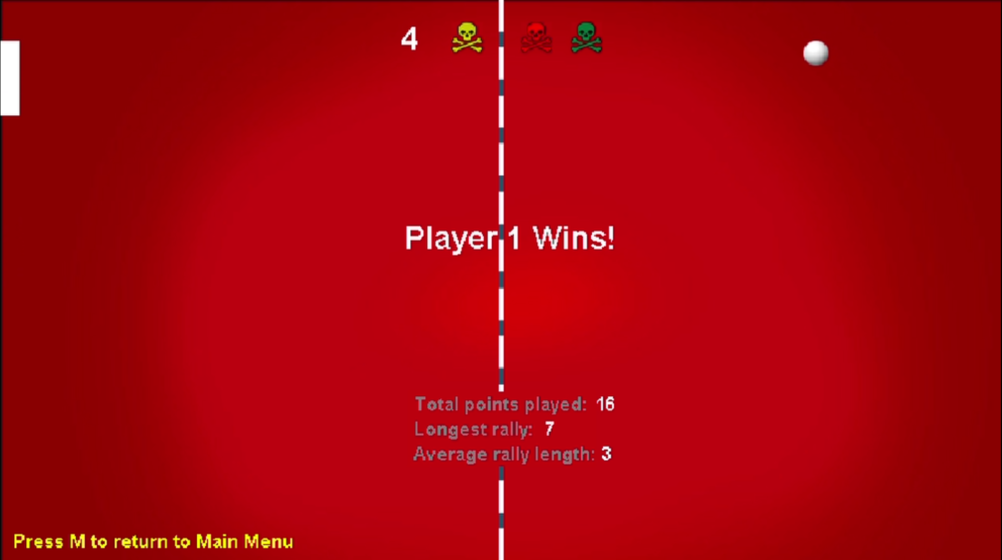 4
Player 1 Wins!
Total points played: 16
Longest rally: 7
Average rally length: 3
Press M to return to Main Menu